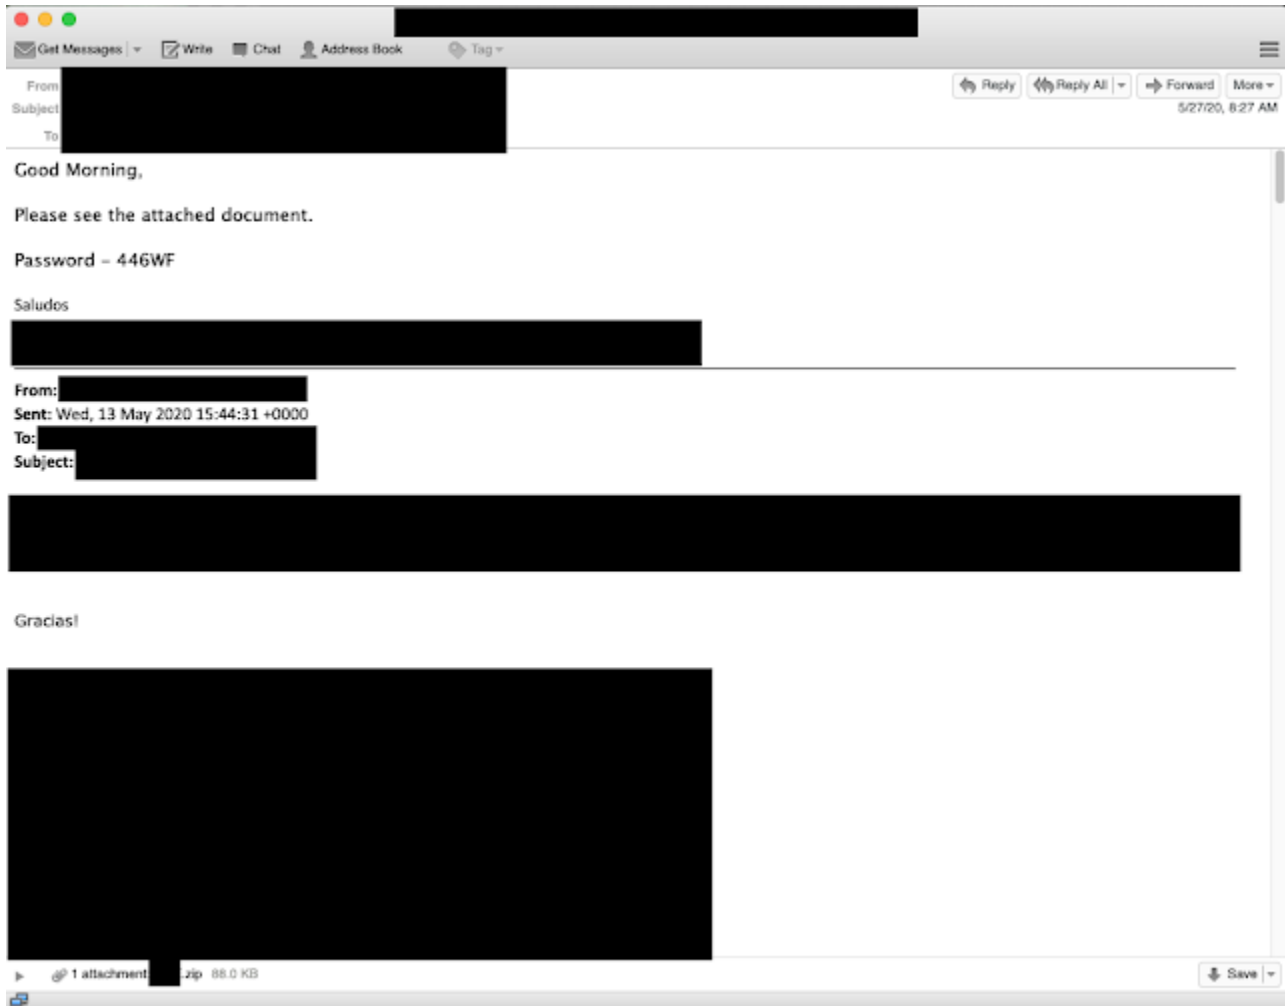 Get Messages Write Chat Address Book Tag
From Reply Reply All Forward More
Subject 5/27/20, 8:27 AM
To
Good Morning,
Please see the attached document.
Password – 446WF
Saludos
From:
Sent: Wed, 13 May 2020 15:44:31 +0000
To:
Subject:
Gracias!
1 attachment: .zip 88.0 KB Save